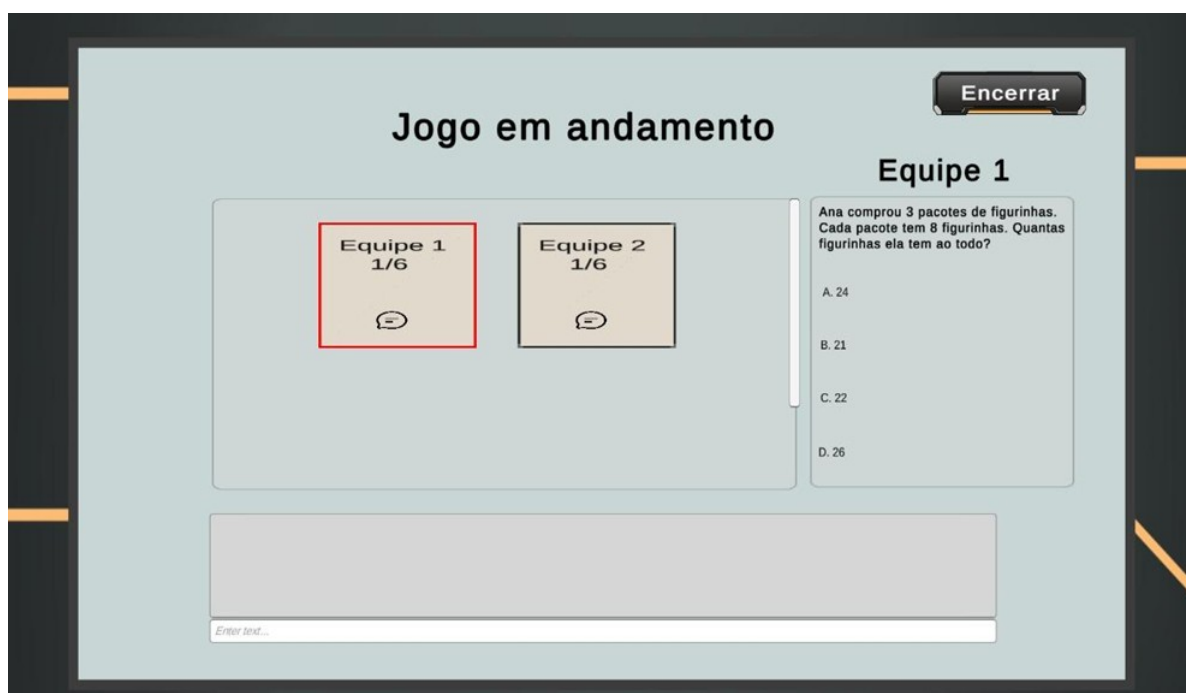 Encerrar
Jogo em andamento
Equipe 1
Equipe 1
1/6
Equipe 2
1/6
Ana comprou 3 pacotes de figurinhas.
Cada pacote tem 8 figurinhas. Quantas
figurinhas ela tem ao todo?
A. 24
B. 21
C. 22
D. 26
Enter text...